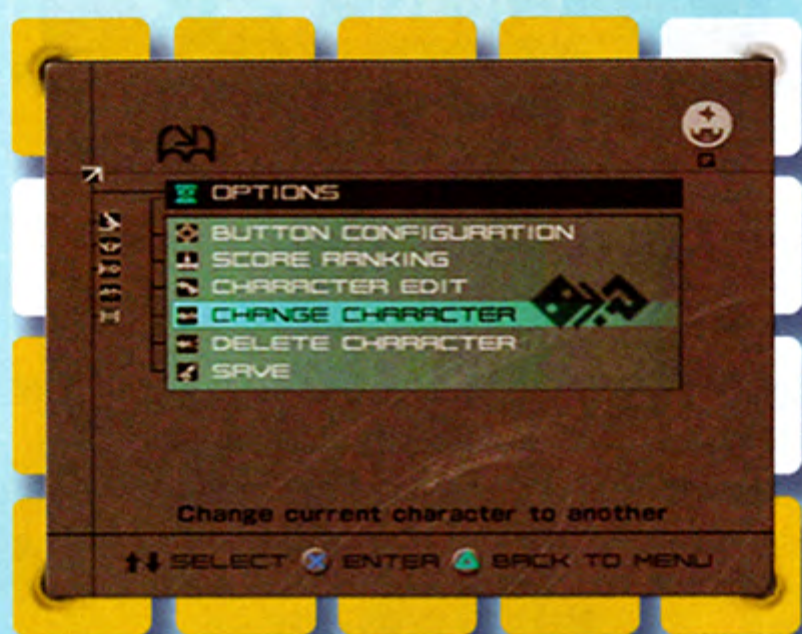 OPTIONS
BUTTON CONFIGURATION
SCORE RANKING
CHARACTER EDIT
CHANGE CHARACTER
DELETE CHARACTER
SAVE
Change current character to another
SELECT ENTER BACK TO MENU